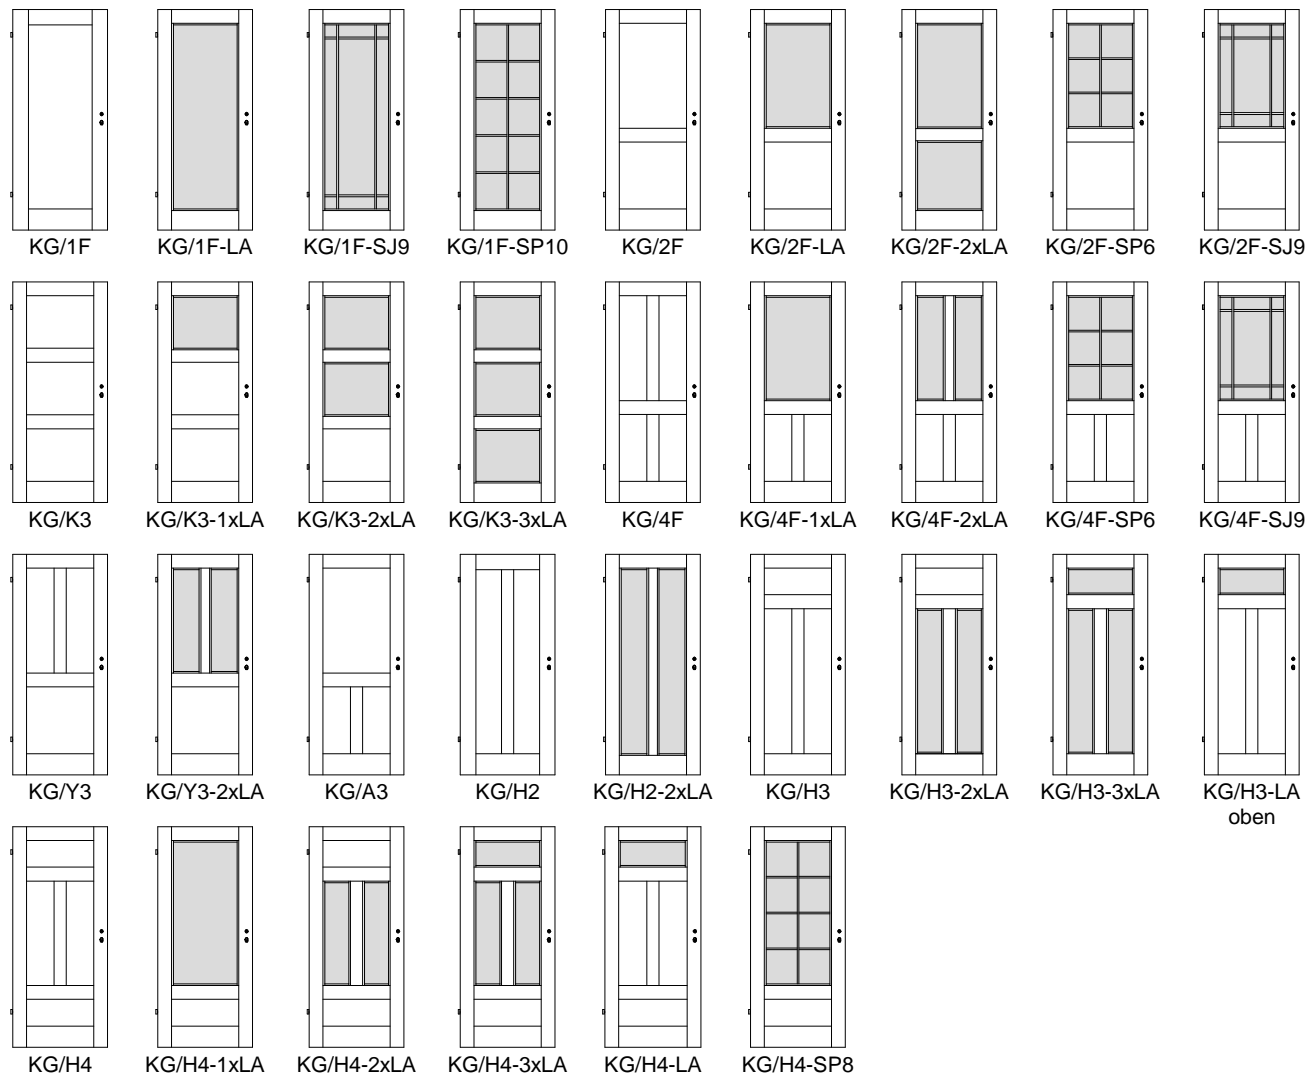 KG/1F
KG/1F-LA
KG/1F-SJ9
KG/1F-SP10
KG/2F
KG/2F-LA
KG/2F-2xLA
KG/2F-SP6
KG/2F-SJ9
KG/K3
KG/K3-1xLA
KG/K3-2xLA
KG/K3-3xLA
KG/4F
KG/4F-1xLA
KG/4F-2xLA
KG/4F-SP6
KG/4F-SJ9
KG/Y3
KG/Y3-2xLA
KG/A3
KG/H2
KG/H2-2xLA
KG/H3
KG/H3-2xLA
KG/H3-3xLA
KG/H3-LA
oben
KG/H4
KG/H4-1xLA
KG/H4-2xLA
KG/H4-3xLA
KG/H4-LA
KG/H4-SP8